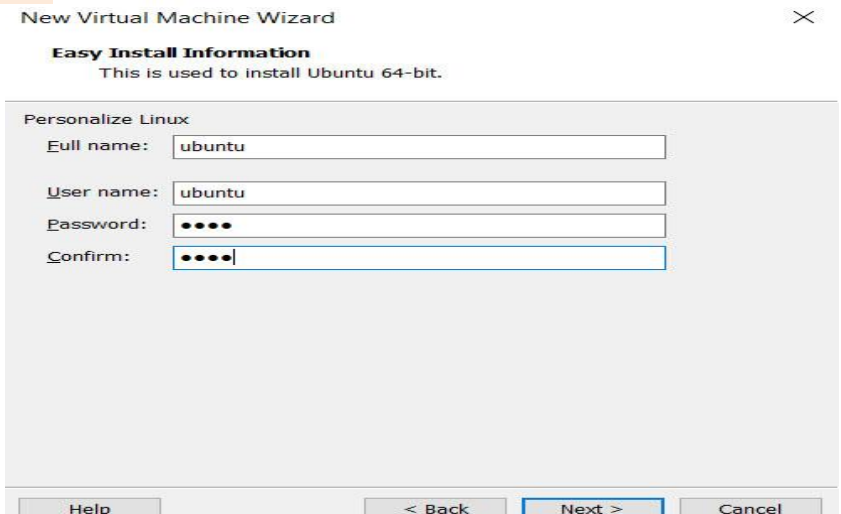 New Virtual Machine Wizard
Easy Install Information
This is used to install Ubuntu 64-bit.
Personalize Linux
Full name: ubuntu
User name: ubuntu
Password: ●●●●
Confirm: ●●●●
Help < Back Next > Cancel